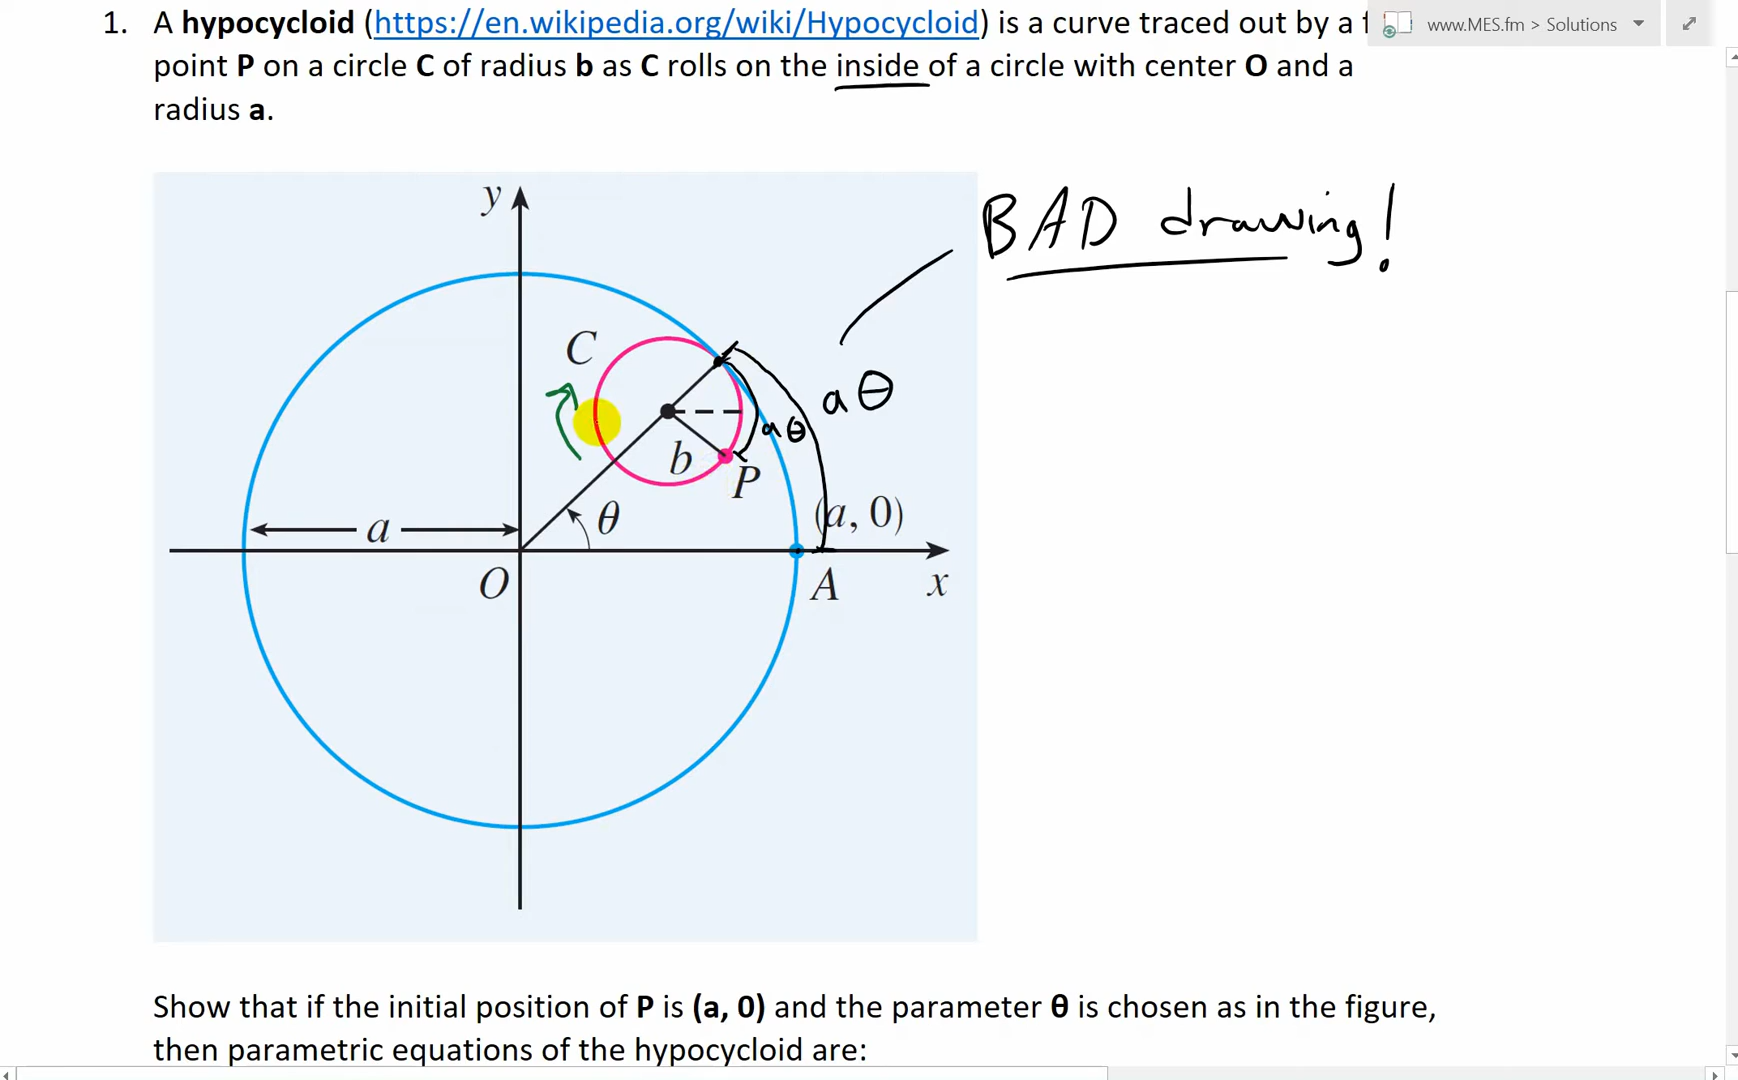 1. A hypocycloid (https://en.wikipedia.org/wiki/Hypocycloid) is a curve traced out by a
www.MES.fm > Solutions
point P on a circle C of radius b as C rolls on the inside of a circle with center O and a
radius a.
y
BAD drawing!
C
aθ
aθ
b
P
θ
(a, 0)
a
O
A
x
Show that if the initial position of P is (a, 0) and the parameter θ is chosen as in the figure,
then parametric equations of the hypocycloid are: